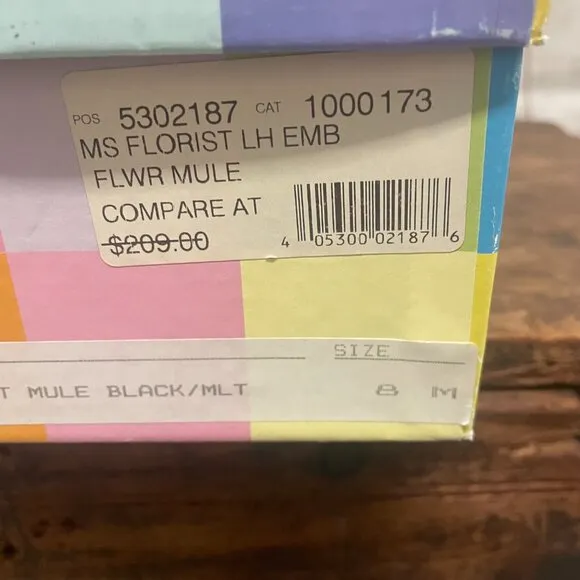 POS 5302187 CAT 1000173
MS FLORIST LH EMB
FLWR MULE
COMPARE AT
$209.00
4 05300 02187 6
SIZE
T MULE BLACK/MLT 8 M